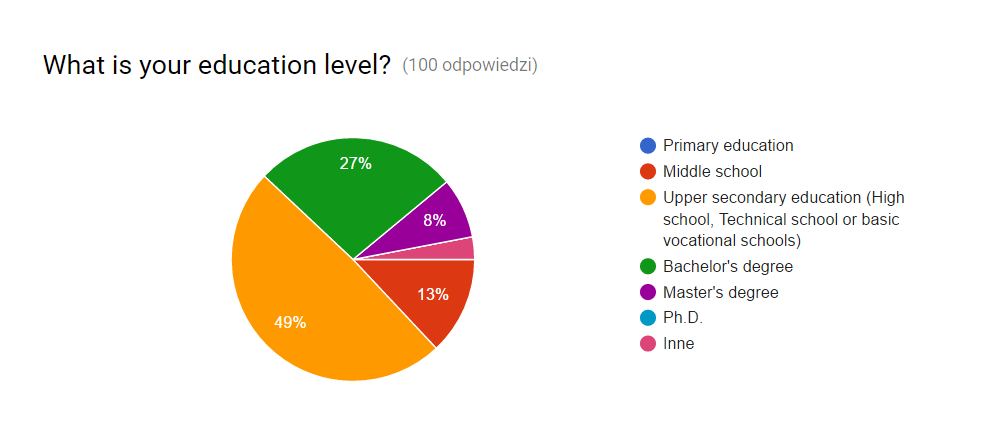 What is your education level? (100 odpowiedzi)
27%
8%
13%
49%
Primary education
Middle school
Upper secondary education (High
school, Technical school or basic
vocational schools)
Bachelor's degree
Master's degree
Ph.D.
Inne